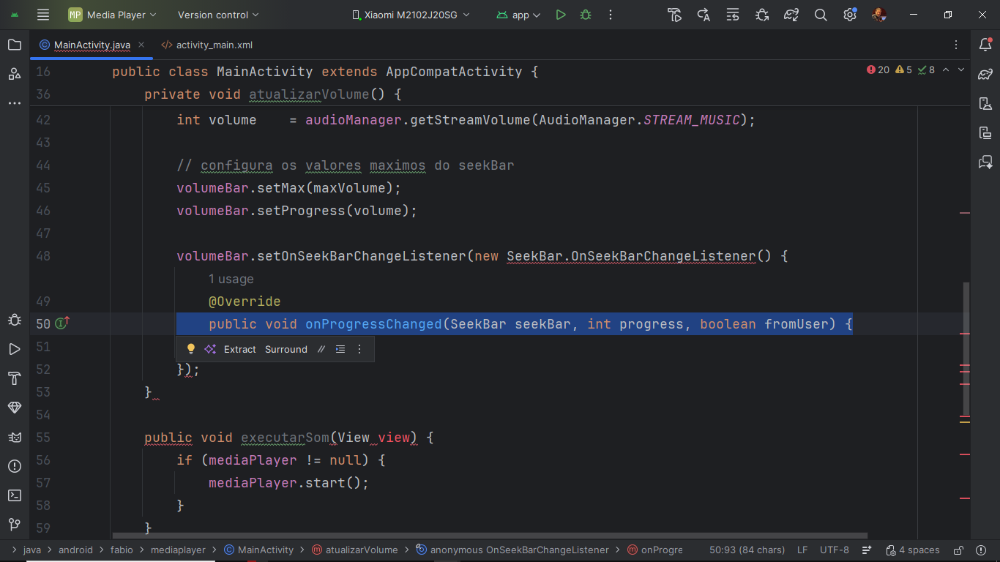 MP Media Player Version control Xiaomi M2102J20SG app
MainActivity.java activity_main.xml
16 public class MainActivity extends AppCompatActivity { 20 5 8
36 private void atualizarVolume() {
42 int volume    = audioManager.getStreamVolume(AudioManager.STREAM_MUSIC);
43
44 // configura os valores maximos do seekBar
45 volumeBar.setMax(maxVolume);
46 volumeBar.setProgress(volume);
47
48 volumeBar.setOnSeekBarChangeListener(new SeekBar.OnSeekBarChangeListener() {
1 usage
49 @Override
50 public void onProgressChanged(SeekBar seekBar, int progress, boolean fromUser) {
51 Extract Surround //
52 });
53 }
54
55 public void executarSom(View view) {
56 if (mediaPlayer != null) {
57 mediaPlayer.start();
58 }
59 }
> java > android > fabio > mediaplayer > MainActivity > atualizarVolume > anonymous OnSeekBarChangeListener > onProgre 50:93 (84 chars) LF UTF-8 4 spaces